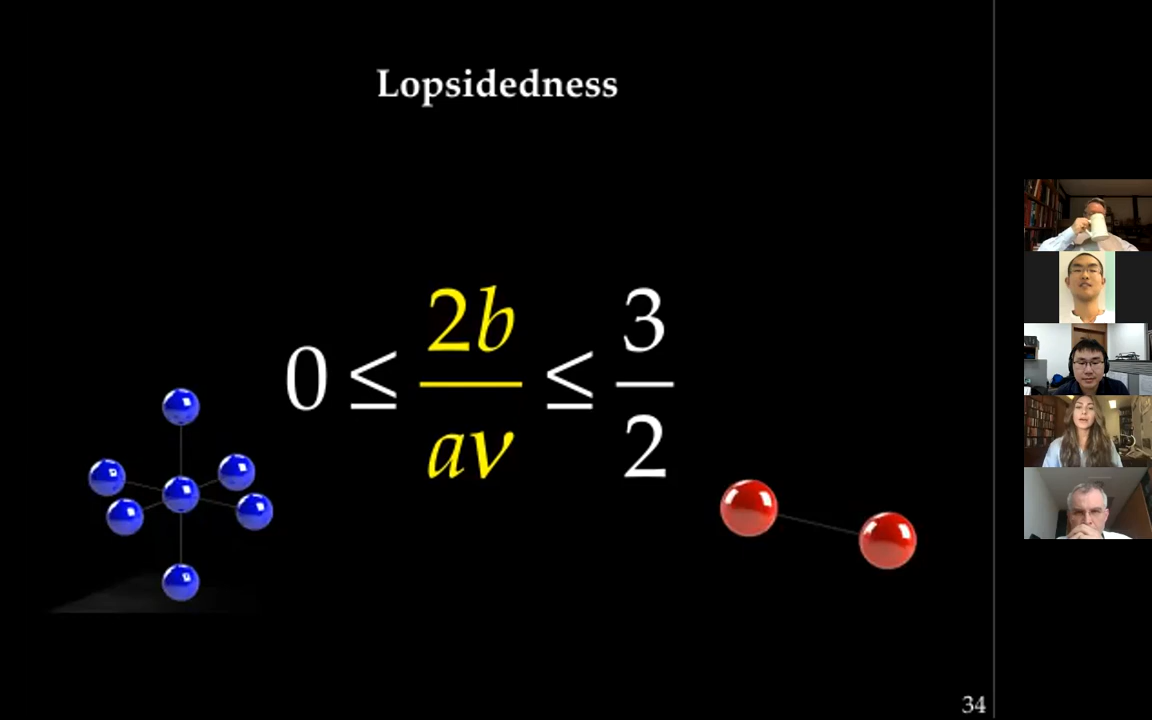 Lopsidedness
0 ≤ 2b/av ≤ 3/2
34